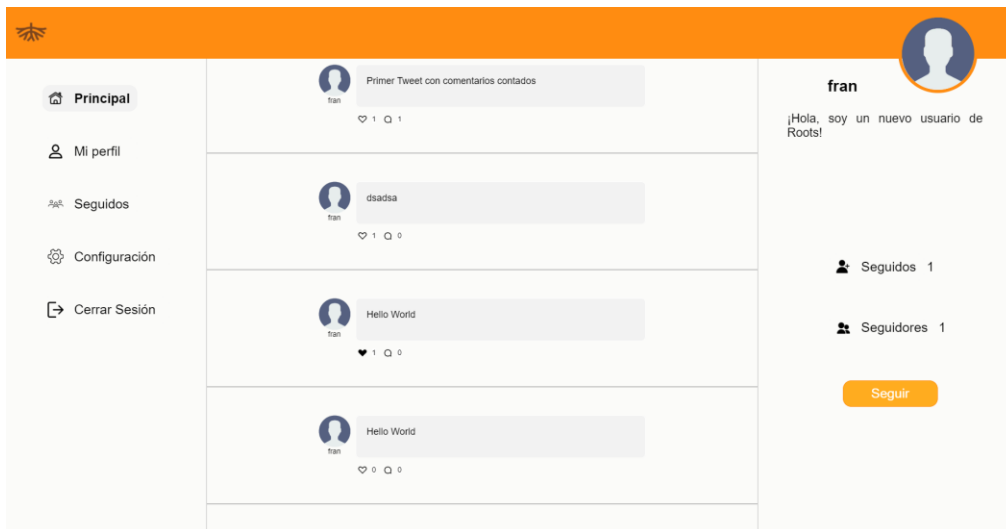 Principal
Mi perfil
Seguidos
Configuración
Cerrar Sesión
fran
Primer Tweet con comentarios contados
1 1
fran
dsadsa
1 0
fran
Hello World
1 0
fran
Hello World
0 0
fran
¡Hola, soy un nuevo usuario de
Roots!
Seguidos 1
Seguidores 1
Seguir